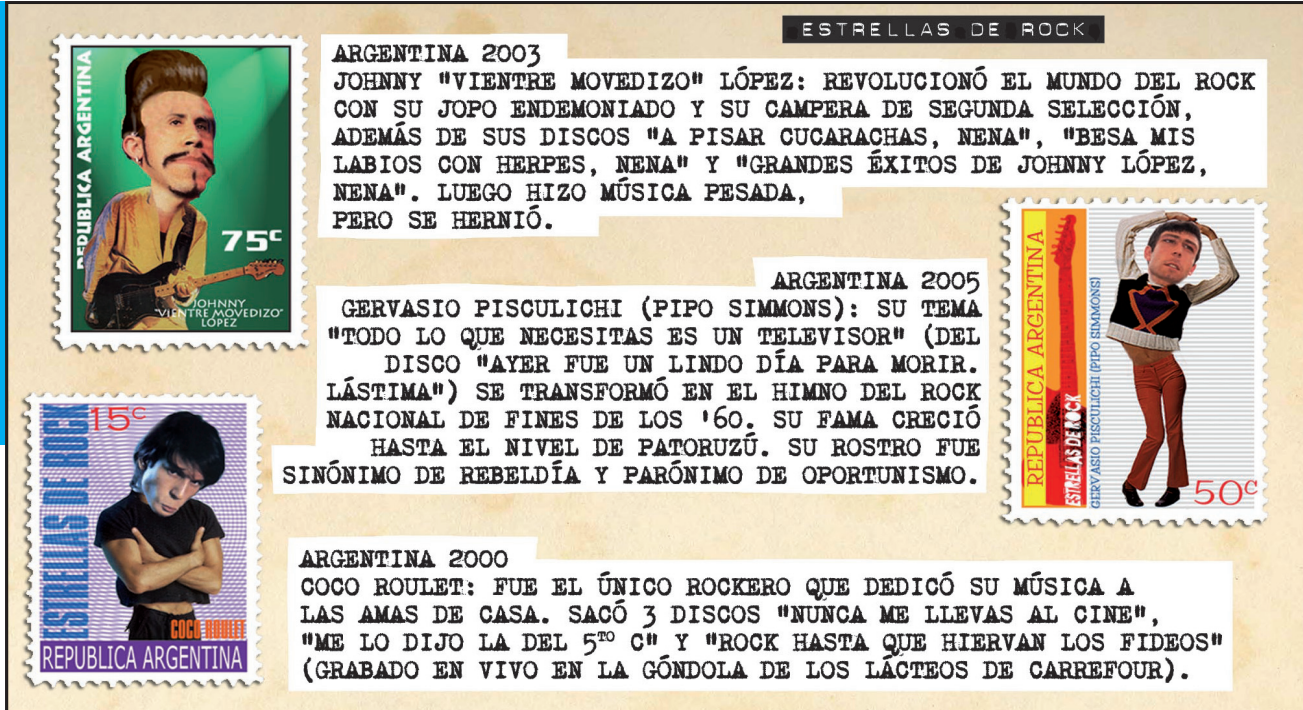 ESTRELLAS DE ROCK
REPUBLICA ARGENTINA
75c
JOHNNY
"VIENTRE MOVEDIZO"
LÓPEZ
ARGENTINA 2003
JOHNNY "VIENTRE MOVEDIZO" LÓPEZ: REVOLUCIONÓ EL MUNDO DEL ROCK
CON SU JOPO ENDEMONIADO Y SU CAMPERA DE SEGUNDA SELECCIÓN,
ADEMÁS DE SUS DISCOS "A PISAR CUCARACHAS, NENA", "BESA MIS
LABIOS CON HERPES, NENA" Y "GRANDES ÉXITOS DE JOHNNY LÓPEZ,
NENA". LUEGO HIZO MÚSICA PESADA,
PERO SE HERNIÓ.
ARGENTINA 2005
GERVASIO PISCULICHI (PIPO SIMMONS): SU TEMA
"TODO LO QUE NECESITAS ES UN TELEVISOR" (DEL
DISCO "AYER FUE UN LINDO DÍA PARA MORIR.
LÁSTIMA") SE TRANSFORMÓ EN EL HIMNO DEL ROCK
NACIONAL DE FINES DE LOS '60. SU FAMA CRECIÓ
HASTA EL NIVEL DE PATORUZÚ. SU ROSTRO FUE
SINÓNIMO DE REBELDÍA Y PARÓNIMO DE OPORTUNISMO.
REPUBLICA ARGENTINA
ESTRELLAS DE ROCK
GERVASIO PISCULICHI (PIPO SIMMONS)
50c
15c
ESTRELLAS DE ROCK
COCO ROULET
REPUBLICA ARGENTINA
ARGENTINA 2000
COCO ROULET: FUE EL ÚNICO ROCKERO QUE DEDICÓ SU MÚSICA A
LAS AMAS DE CASA. SACÓ 3 DISCOS "NUNCA ME LLEVAS AL CINE",
"ME LO DIJO LA DEL 5TO C" Y "ROCK HASTA QUE HIERVAN LOS FIDEOS"
(GRABADO EN VIVO EN LA GÓNDOLA DE LOS LÁCTEOS DE CARREFOUR).